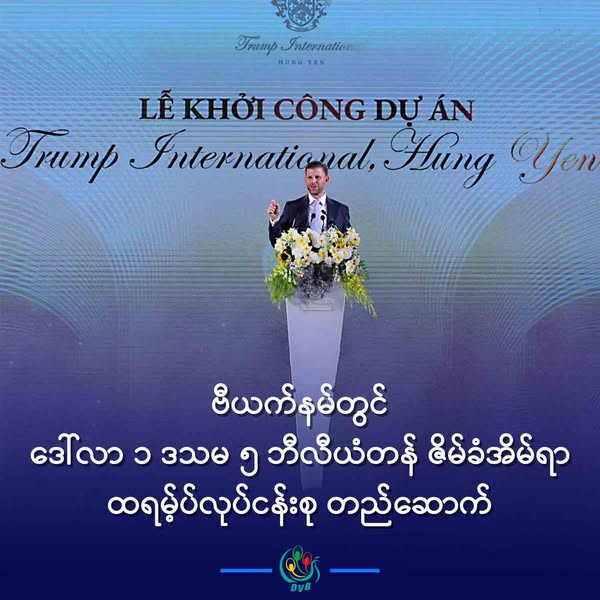 Trump Internation
HUNG YEN
LỄ KHỞI CÔNG DỰ ÁN
Trump International, Hung Yen
ဗီယက်နမ်တွင်
ဒေါ်လာ ၁ ဒသမ ၅ ဘီလီယံတန် ဇိမ်ခံအိမ်ရာ
ထရမ့်ပ်လုပ်ငန်းစု တည်ဆောက်
DVB